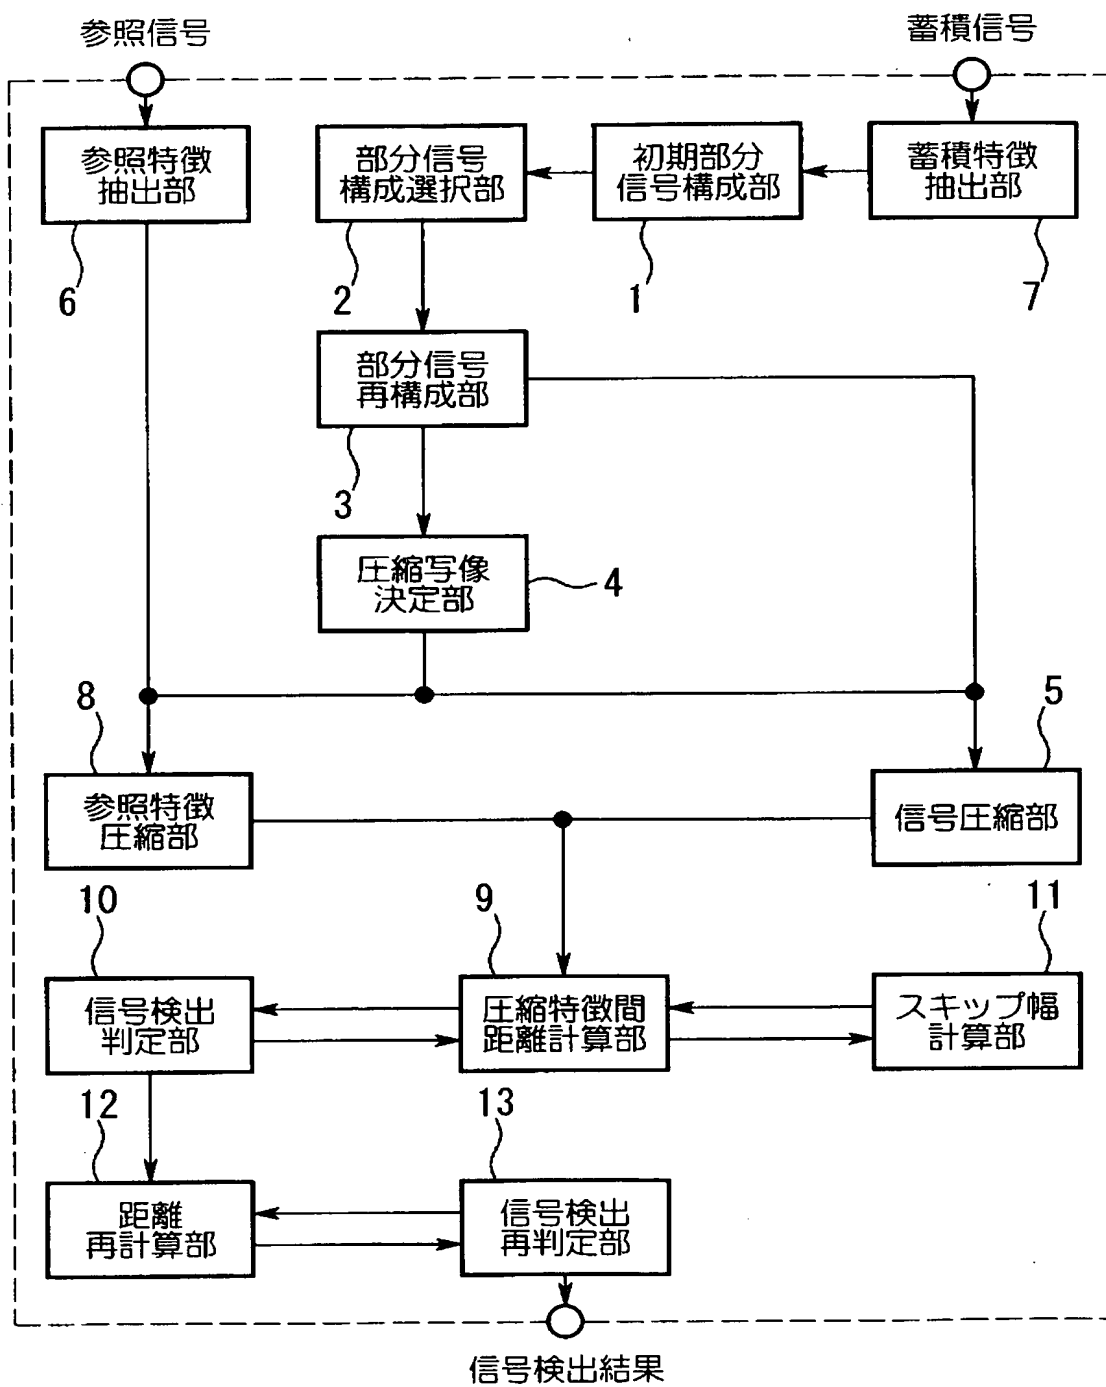 参照信号
蓄積信号
参照特徴
抽出部
部分信号
構成選択部
初期部分
信号構成部
蓄積特徴
抽出部
6
2
1
7
部分信号
再構成部
3
圧縮写像
決定部
4
8
5
参照特徴
圧縮部
信号圧縮部
10
9
11
信号検出
判定部
圧縮特徴間
距離計算部
スキップ幅
計算部
12
13
距離
再計算部
信号検出
再判定部
信号検出結果